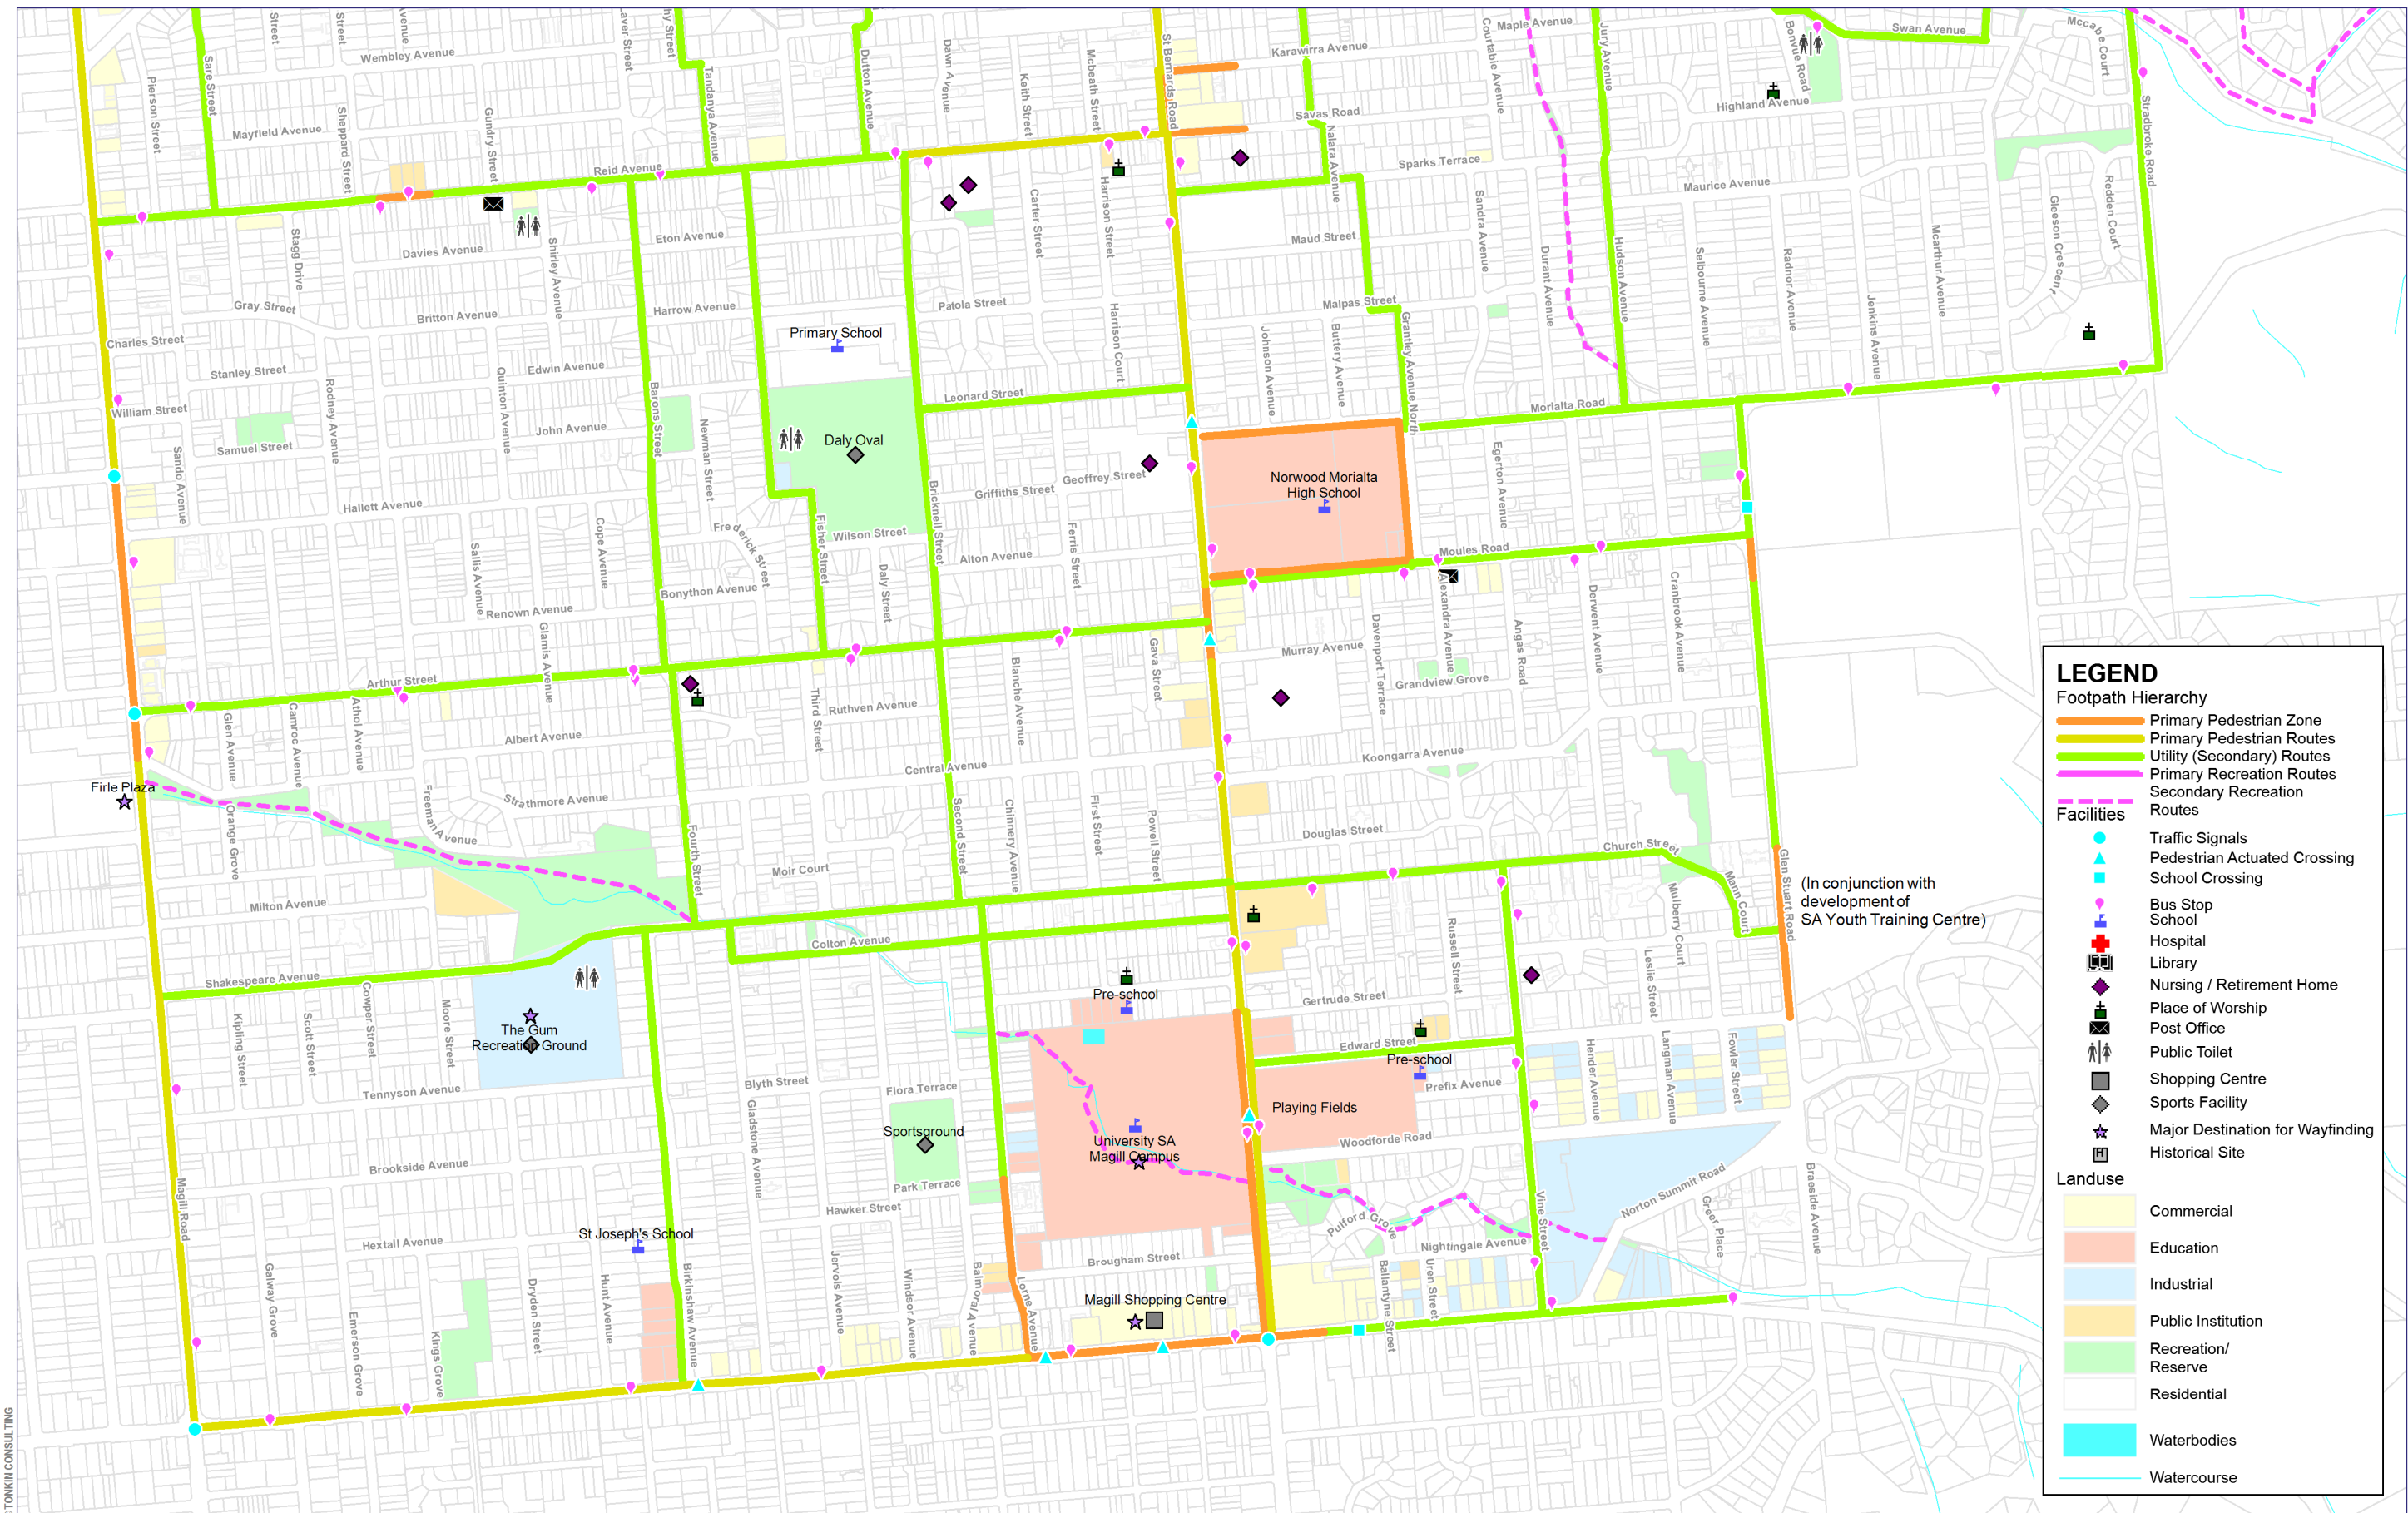 Wembley Avenue
Pierson Street
Sare Street
Street
Street
Mayfield Avenue
Sheppard Street
Gundry Street
Tandanya Avenue
Reid Avenue
Dutton Avenue
Dawn Avenue
Keith Street
Mcbeath Street
St Bernards Road
Karawirra Avenue
Savas Road
Nalara Avenue
Sparks Terrace
Courtable Avenue
Maple Avenue
Jury Avenue
Bonvue Road
Highland Avenue
Swan Avenue
Mccabe Court
Stradbroke Road
Maurice Avenue
Redden Court
Gleeson Crescent
Stagg Drive
Davies Avenue
Shirley Avenue
Eton Avenue
Carter Street
Harrison Street
Maud Street
Sandra Avenue
Durant Avenue
Hudson Avenue
Selbourne Avenue
Radnor Avenue
Mcarthur Avenue
Jenkins Avenue
Gray Street
Britton Avenue
Harrow Avenue
Patola Street
Harrison Court
Malpas Street
Charles Street
Primary School
Stanley Street
Edwin Avenue
Johnson Avenue
Buttery Avenue
Grantley Avenue North
William Street
Rodney Avenue
Quinton Avenue
Barons Street
Leonard Street
Morialta Road
John Avenue
Newman Street
Daly Oval
Samuel Street
Sando Avenue
Geoffrey Street
Griffiths Street
Norwood Morialta
High School
Egerton Avenue
Hallett Avenue
Cope Avenue
Frederick Street
Fisher Street
Wilson Street
Bricknell Street
Alton Avenue
Ferris Street
Moules Road
Sallis Avenue
Daly Street
Bonython Avenue
Renown Avenue
Glamis Avenue
Alexandra Avenue
Derwent Avenue
Cranbrook Avenue
Davenport Terrace
Angas Road
Gava Street
Murray Avenue
Grandview Grove
Arthur Street
Glen Avenue
Camroc Avenue
Athol Avenue
Third Street
Ruthven Avenue
Blanche Avenue
Albert Avenue
Central Avenue
Koongarra Avenue
Firle Plaza
Strathmore Avenue
Freeman Avenue
Orange Grove
Fourth Street
Second Street
Chinnery Avenue
First Street
Powell Street
Douglas Street
Church Street
Moir Court
Milton Avenue
Colton Avenue
Russell Street
Mulberry Court
Mann Court
Glen Stuart Road
(In conjunction with
development of
SA Youth Training Centre)
Leslie Street
Shakespeare Avenue
Kipling Street
Scott Street
Cowper Street
Moore Street
The Gum
Recreation Ground
Pre-school
Gertrude Street
Edward Street
Pre-school
Prefix Avenue
Hender Avenue
Langman Avenue
Fowler Street
Tennyson Avenue
Blyth Street
Flora Terrace
Gladstone Avenue
Sportsground
Playing Fields
University SA
Magill Campus
Woodforde Road
Brookside Avenue
Park Terrace
Hawker Street
Magill Road
Pulford Grove
Vine Street
Norton Summit Road
Greer Place
Braeside Avenue
St Joseph's School
Hextall Avenue
Nightingale Avenue
Brougham Street
Galway Grove
Emerson Grove
Kings Grove
Dryden Street
Hunt Avenue
Birkinshaw Avenue
Jervois Avenue
Windsor Avenue
Balmoral Avenue
Lorne Avenue
Magill Shopping Centre
Ballantyne Street
Uren Street
LEGEND
Footpath Hierarchy
Primary Pedestrian Zone
Primary Pedestrian Routes
Utility (Secondary) Routes
Primary Recreation Routes
Secondary Recreation
Routes
Facilities
Traffic Signals
Pedestrian Actuated Crossing
School Crossing
Bus Stop
School
Hospital
Library
Nursing / Retirement Home
Place of Worship
Post Office
Public Toilet
Shopping Centre
Sports Facility
Major Destination for Wayfinding
Historical Site
Landuse
Commercial
Education
Industrial
Public Institution
Recreation/
Reserve
Residential
Waterbodies
Watercourse
TONKIN CONSULTING